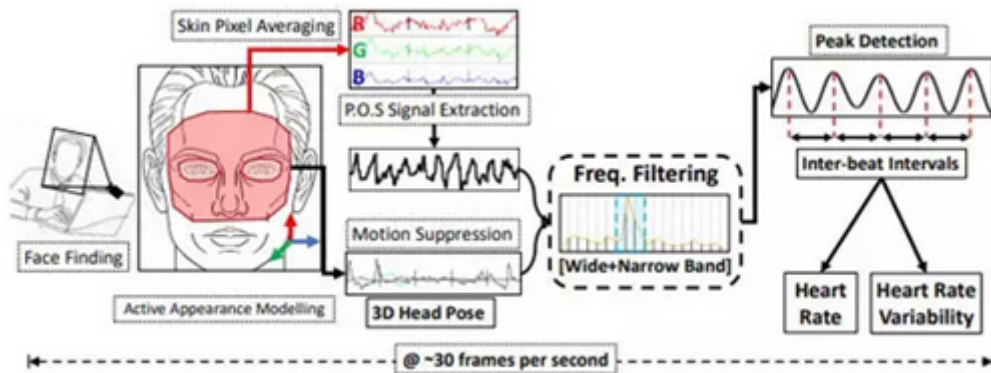 Skin Pixel Averaging
R
G
B
P.O.S Signal Extraction
Face Finding
Active Appearance Modelling
Motion Suppression
3D Head Pose
Freq. Filtering
[Wide+Narrow Band]
Peak Detection
Inter-beat Intervals
Heart
Rate
Heart Rate
Variability
@ ~30 frames per second